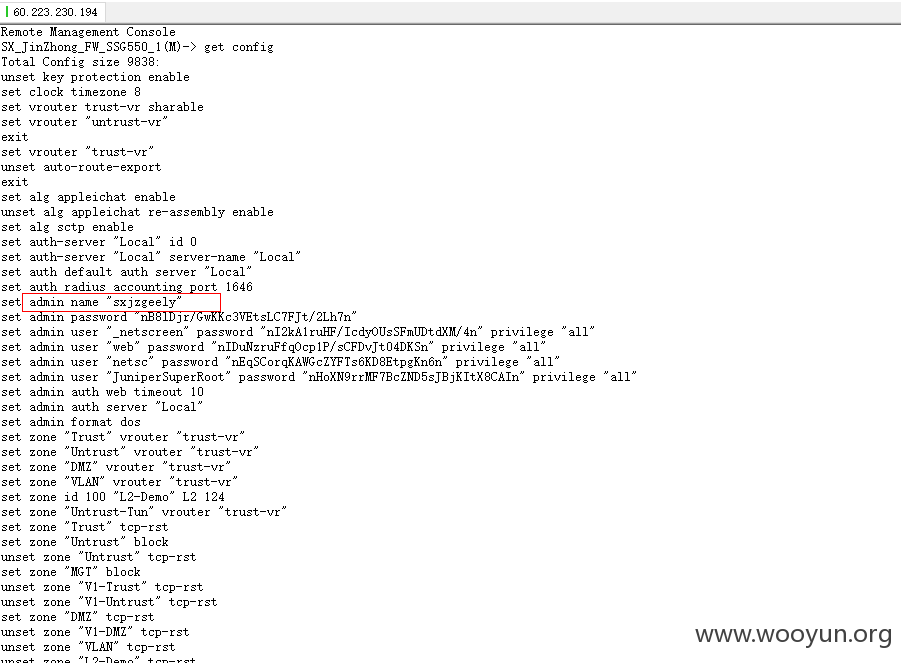 60.223.230.194
Remote Management Console
SX_JinZhong_FW_SSG550_1(M)-> get config
Total Config size 9838:
unset key protection enable
set clock timezone 8
set vrouter trust-vr sharable
set vrouter "untrust-vr"
exit
set vrouter "trust-vr"
unset auto-route-export
exit
set alg appleichat enable
unset alg appleichat re-assembly enable
set alg sctp enable
set auth-server "Local" id 0
set auth-server "Local" server-name "Local"
set auth default auth server "Local"
set auth radius accounting port 1646
set admin name "sxjzgeely"
set admin password "nB8lDjr/GwKKc3VEtsLC7FJt/2Lh7n"
set admin user "_netscreen" password "nI2kA1ruHF/IcdyOUsSFmUDtdXM/4n" privilege "all"
set admin user "web" password "nIDuNzruFfqOcp1P/sCFDvJt04DKSn" privilege "all"
set admin user "netsc" password "nEqSCorqKAWGcZYFTs6KD8EtpgKn6n" privilege "all"
set admin user "JuniperSuperRoot" password "nHoXN9rrMF7BcZND5sJBjKItX8CAIn" privilege "all"
set admin auth web timeout 10
set admin auth server "Local"
set admin format dos
set zone "Trust" vrouter "trust-vr"
set zone "Untrust" vrouter "trust-vr"
set zone "DMZ" vrouter "trust-vr"
set zone "VLAN" vrouter "trust-vr"
set zone id 100 "L2-Demo" L2 124
set zone "Untrust-Tun" vrouter "trust-vr"
set zone "Trust" tcp-rst
set zone "Untrust" block
unset zone "Untrust" tcp-rst
set zone "MGT" block
unset zone "V1-Trust" tcp-rst
unset zone "V1-Untrust" tcp-rst
set zone "DMZ" tcp-rst
unset zone "V1-DMZ" tcp-rst
unset zone "VLAN" tcp-rst
unset zone "L2-Demo" tcp-rst
www.wooyun.org